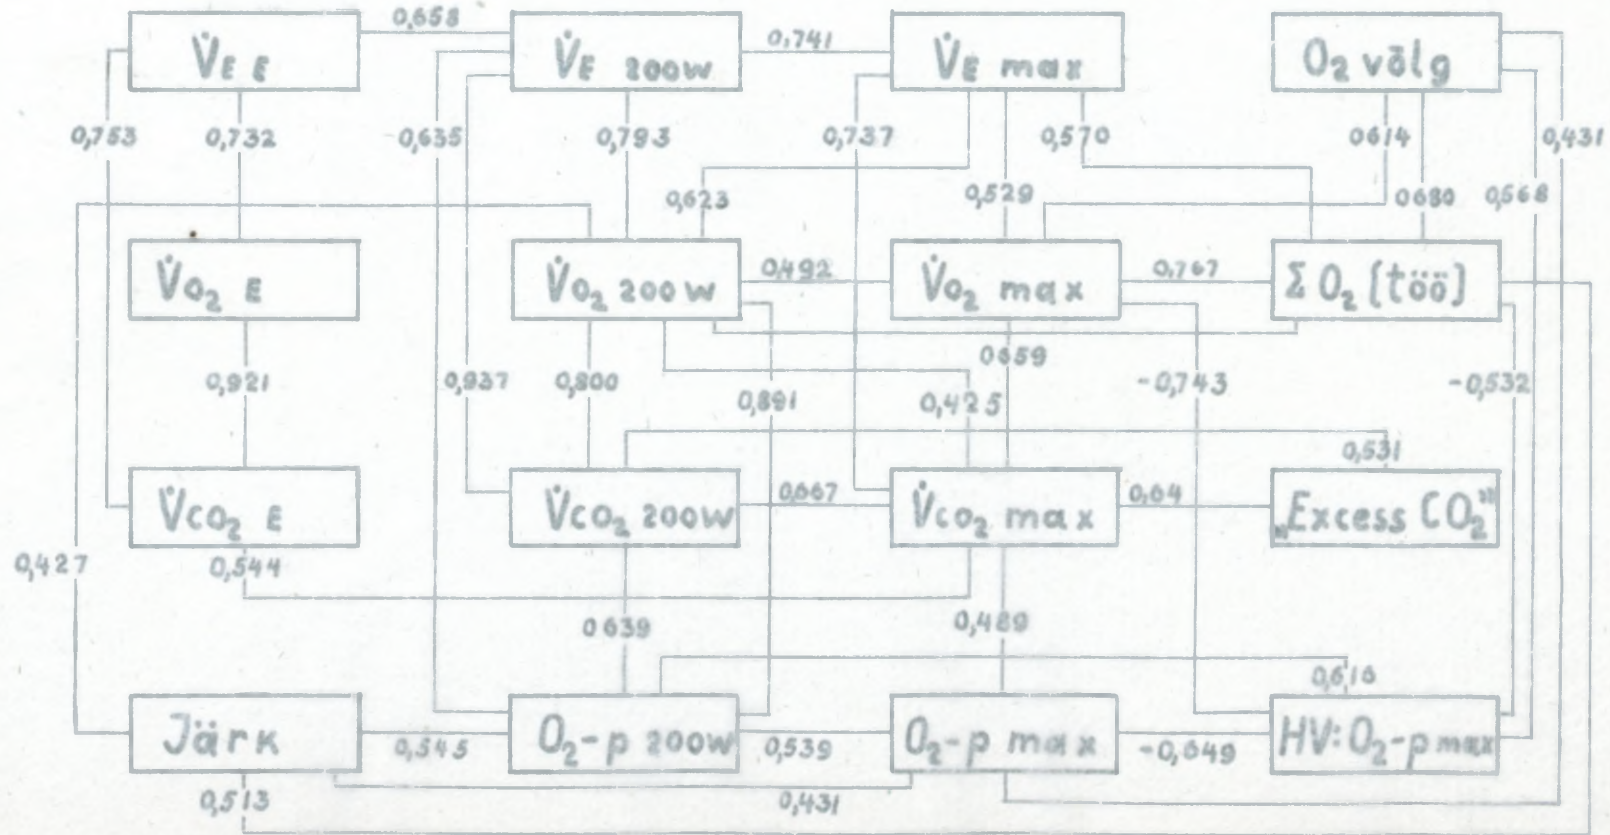 0,658
V̇E E
V̇E 200w
0,741
V̇E max
O₂ võlg
0,753
0,732
0,635
0,793
0,737
0,570
0614
0,431
0,623
0,529
0680
0,568
V̇O₂ E
V̇O₂ 200w
0,492
V̇O₂ max
0,767
Σ O₂ (töö)
0659
0,921
0,937
0,800
0,891
0,425
-0,743
-0,532
0,531
V̇CO₂ E
V̇CO₂ 200w
0,667
V̇CO₂ max
0,64
„Excess CO₂”
0,427
0,544
0639
0,489
0,610
Järk
0,545
O₂-p 200w
0,539
O₂-p max
-0,649
HV:O₂-p max
0,513
0,431